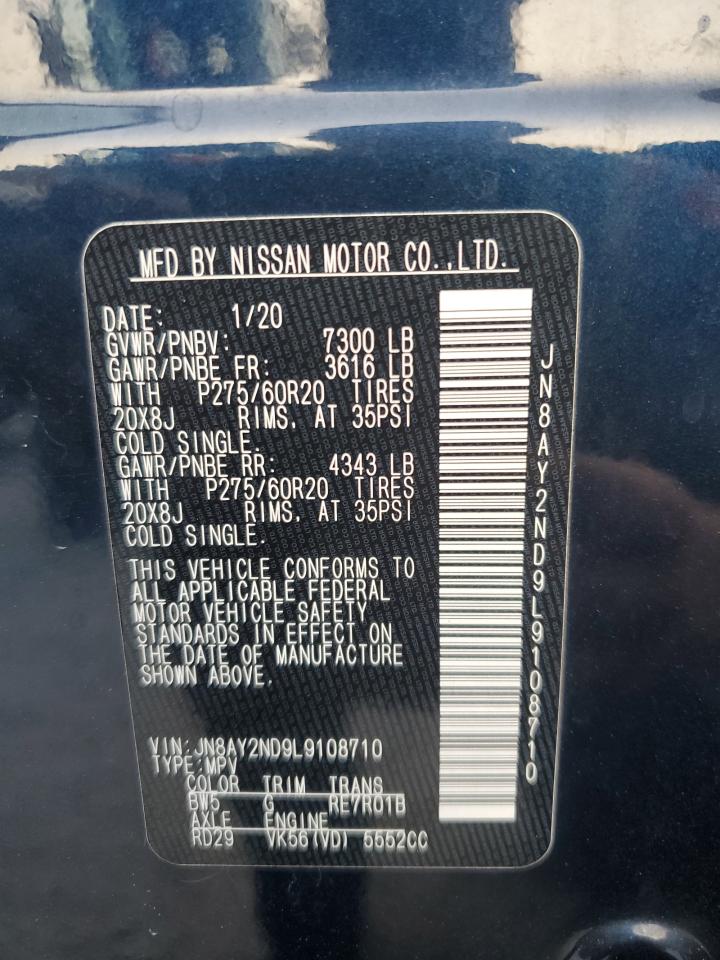 MFD BY NISSAN MOTOR CO.,LTD.
DATE: 1/20
GVWR/PNBV: 7300 LB
GAWR/PNBE FR: 3616 LB
WITH P275/60R20 TIRES
20X8J RIMS, AT 35PSI
COLD SINGLE.
GAWR/PNBE RR: 4343 LB
WITH P275/60R20 TIRES
20X8J RIMS, AT 35PSI
COLD SINGLE.
THIS VEHICLE CONFORMS TO
ALL APPLICABLE FEDERAL
MOTOR VEHICLE SAFETY
STANDARDS IN EFFECT ON
THE DATE OF MANUFACTURE
SHOWN ABOVE.
VIN:JN8AY2ND9L9108710
TYPE:MPV
COLOR TRIM TRANS
BW5 G RE7R01B
AXLE ENGINE
RD29 VK56(VD) 5552CC
JN8AY2ND9L9108710